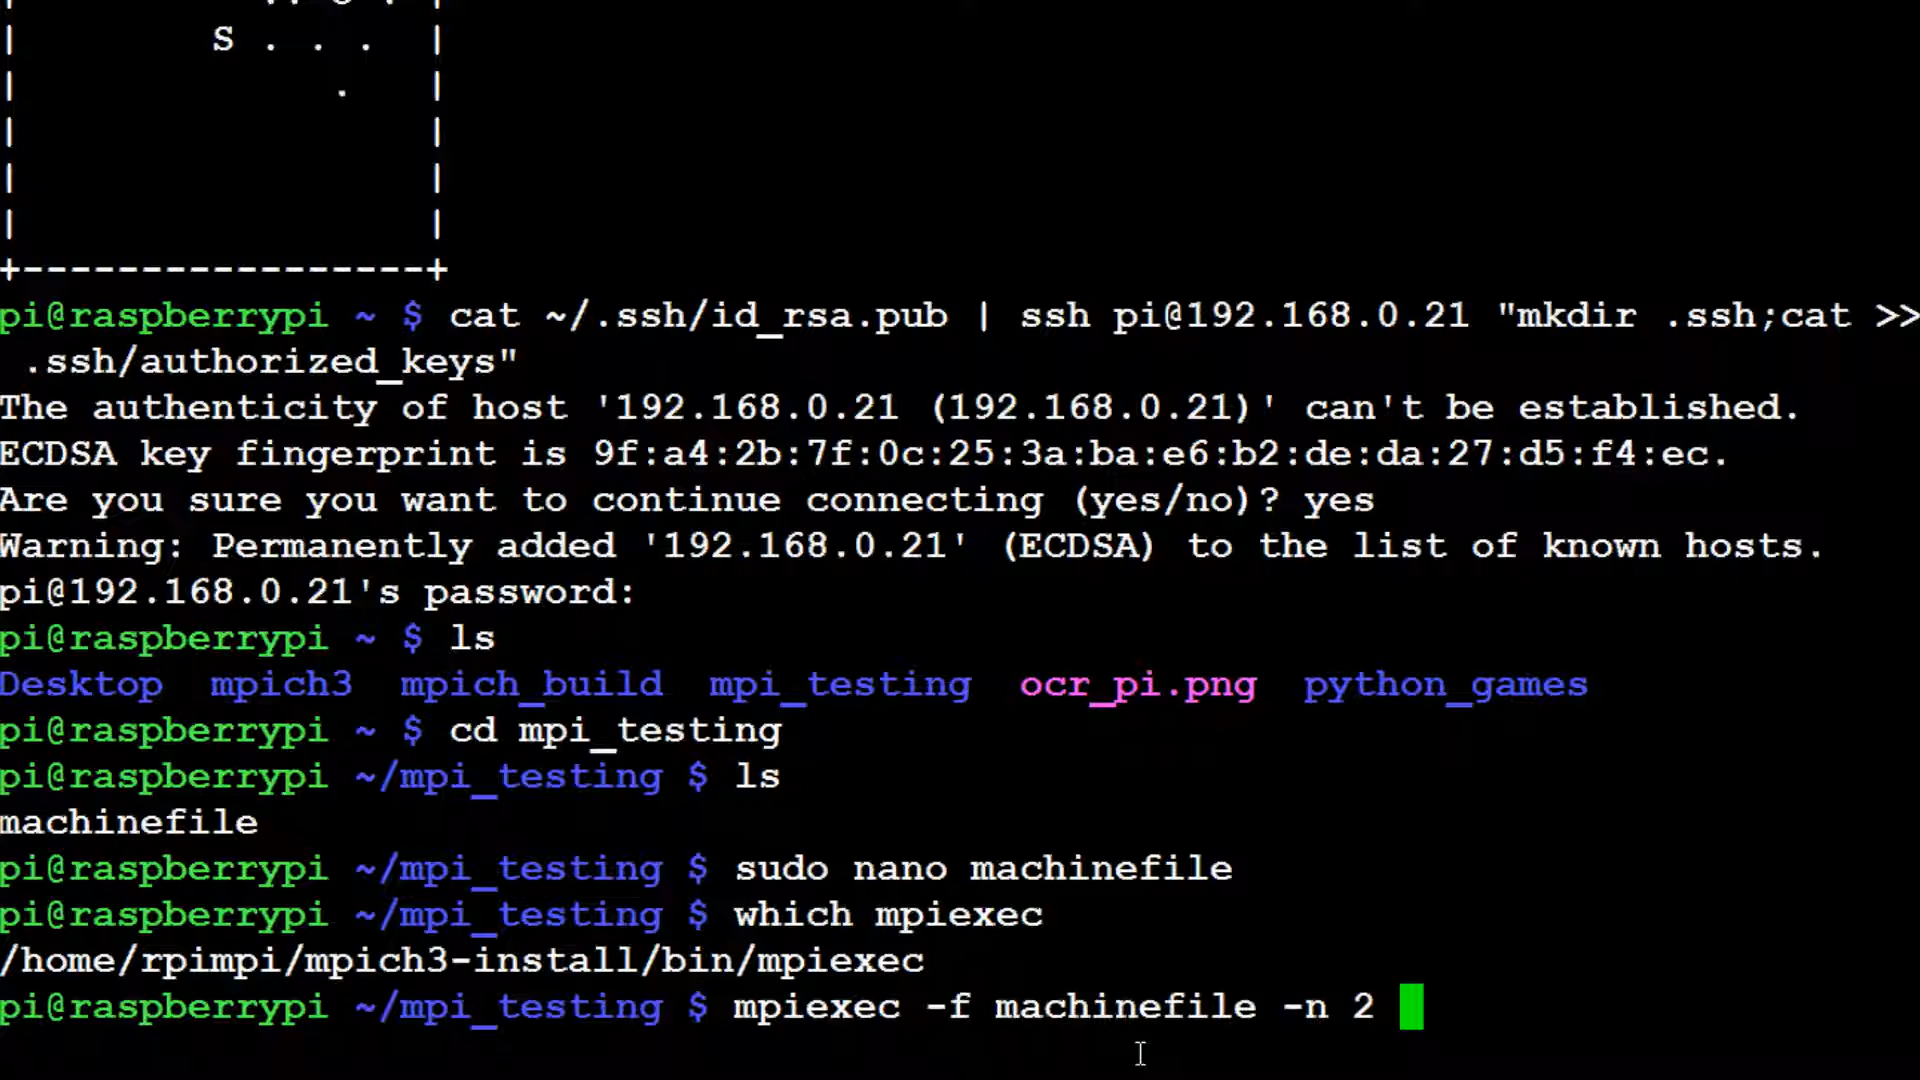 S . . . |
| . |
| |
| |
| |
+-----------------+
pi@raspberrypi ~ $ cat ~/.ssh/id_rsa.pub | ssh pi@192.168.0.21 "mkdir .ssh;cat >>
.ssh/authorized_keys"
The authenticity of host '192.168.0.21 (192.168.0.21)' can't be established.
ECDSA key fingerprint is 9f:a4:2b:7f:0c:25:3a:ba:e6:b2:de:da:27:d5:f4:ec.
Are you sure you want to continue connecting (yes/no)? yes
Warning: Permanently added '192.168.0.21' (ECDSA) to the list of known hosts.
pi@192.168.0.21's password:
pi@raspberrypi ~ $ ls
Desktop mpich3 mpich_build mpi_testing ocr_pi.png python_games
pi@raspberrypi ~ $ cd mpi_testing
pi@raspberrypi ~/mpi_testing $ ls
machinefile
pi@raspberrypi ~/mpi_testing $ sudo nano machinefile
pi@raspberrypi ~/mpi_testing $ which mpiexec
/home/rpimpi/mpich3-install/bin/mpiexec
pi@raspberrypi ~/mpi_testing $ mpiexec -f machinefile -n 2